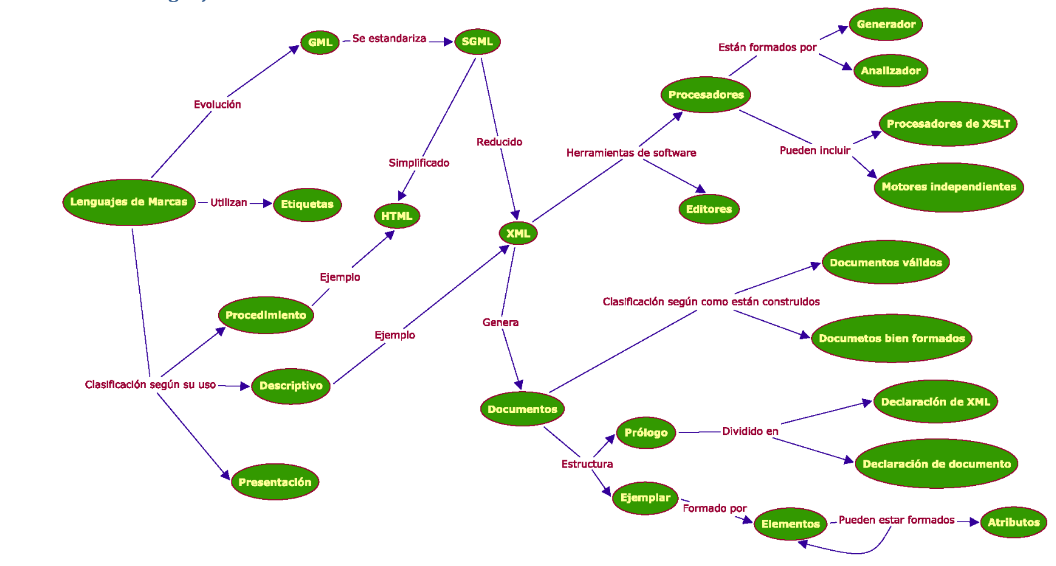 Generador
GML
Se estandariza
SGML
Están formados por
Analizador
Procesadores
Evolución
Procesadores de XSLT
Reducido
Herramientas de software
Pueden incluir
Simplificado
Motores independientes
Lenguajes de Marcas
Utilizan
Etiquetas
HTML
Editores
XML
Documentos válidos
Ejemplo
Clasificación según como están construidos
Procedimiento
Genera
Ejemplo
Documetos bien formados
Clasificación según su uso
Descriptivo
Declaración de XML
Documentos
Prólogo
Dividido en
Estructura
Declaración de documento
Presentación
Ejemplar
Formado por
Elementos
Pueden estar formados
Atributos